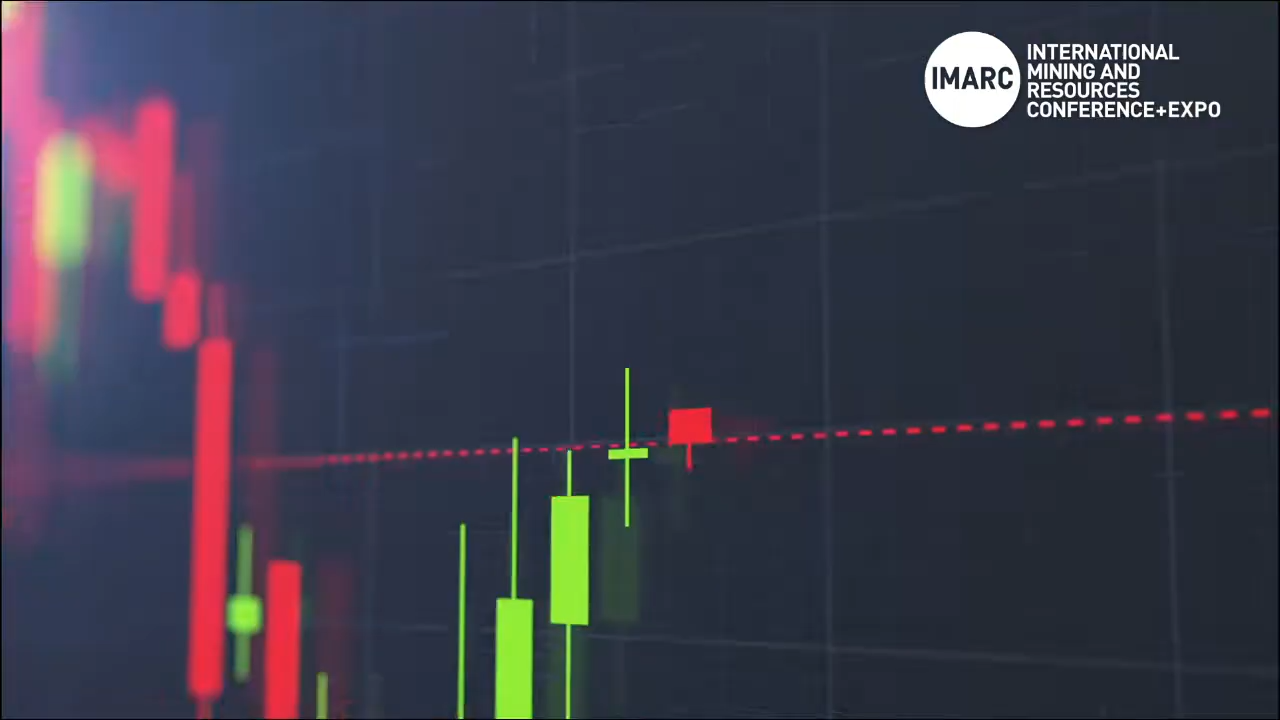 IMARC
INTERNATIONAL
MINING AND
RESOURCES
CONFERENCE+EXPO